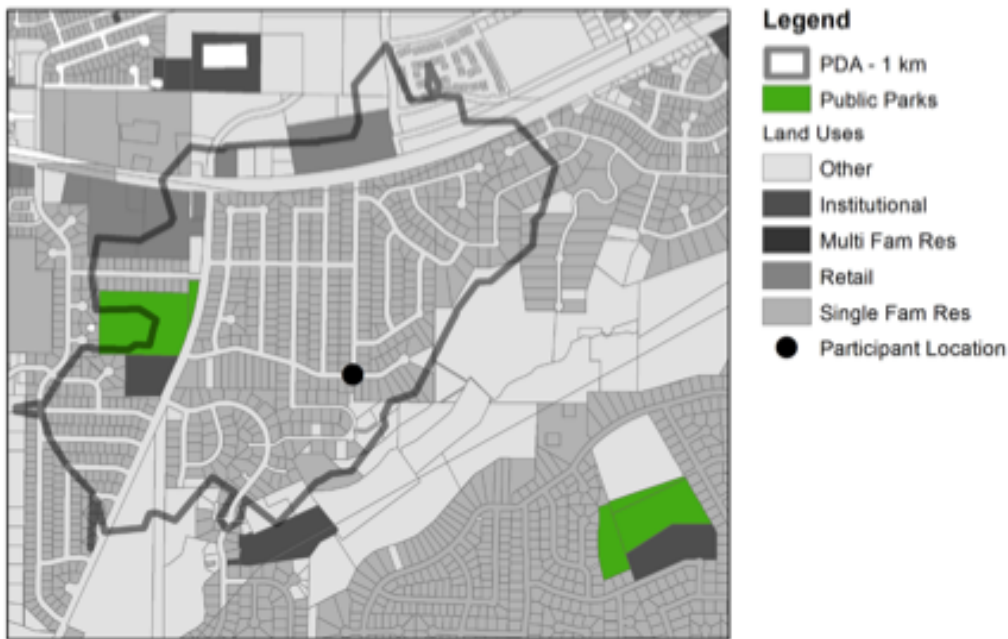 Legend
PDA - 1 km
Public Parks
Land Uses
Other
Institutional
Multi Fam Res
Retail
Single Fam Res
Participant Location